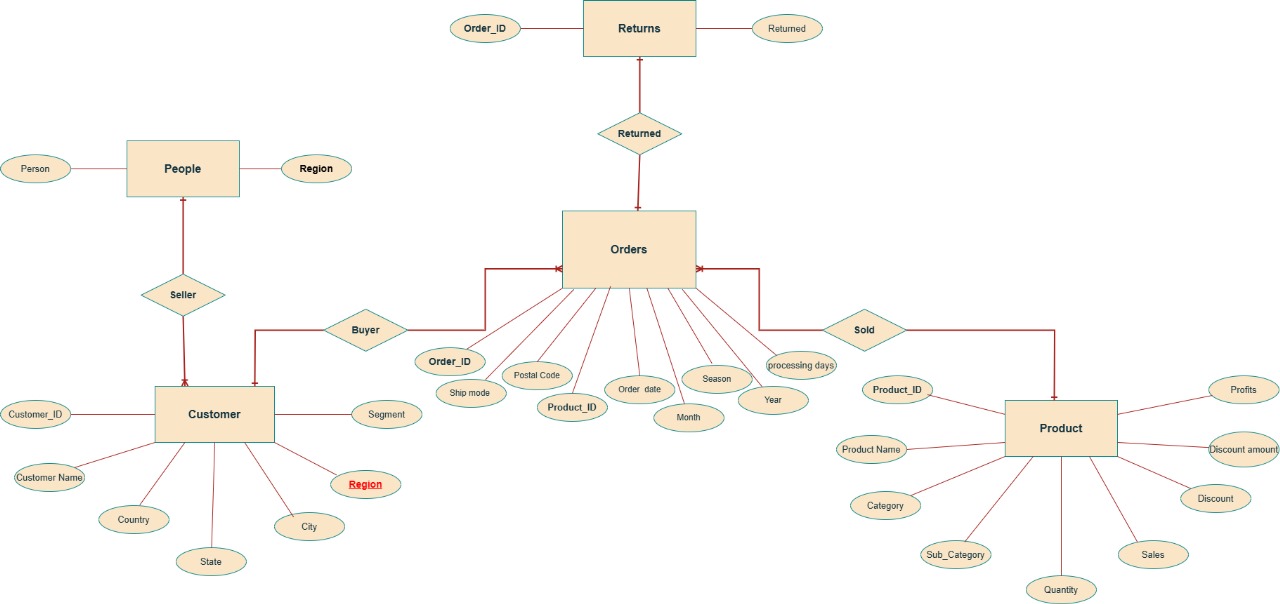 Order_ID
Returns
Returned
Returned
Person
People
Region
Orders
Seller
Buyer
Sold
Order_ID
Ship mode
Postal Code
Product_ID
Order  date
Month
Season
Year
processing days
Customer_ID
Customer
Segment
Customer Name
Country
State
City
Region
Product_ID
Product
Profits
Product Name
Discount amount
Category
Discount
Sub_Category
Sales
Quantity